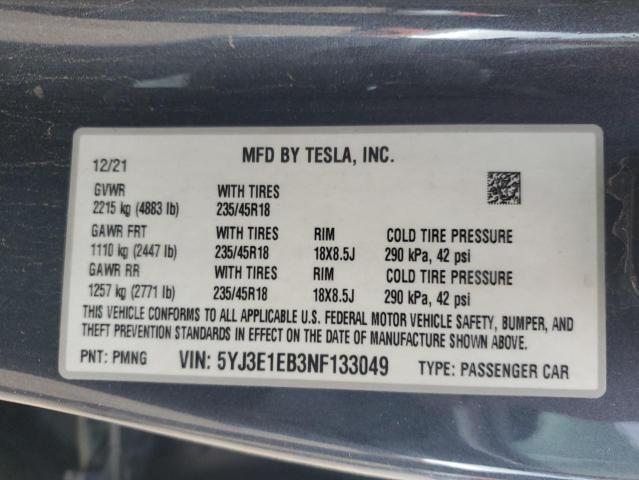 MFD BY TESLA, INC.
12/21
GVWR WITH TIRES
2215 kg (4883 lb) 235/45R18
GAWR FRT WITH TIRES RIM COLD TIRE PRESSURE
1110 kg (2447 lb) 235/45R18 18X8.5J 290 kPa, 42 psi
GAWR RR WITH TIRES RIM COLD TIRE PRESSURE
1257 kg (2771 lb) 235/45R18 18X8.5J 290 kPa, 42 psi
THIS VEHICLE CONFORMS TO ALL APPLICABLE U.S. FEDERAL MOTOR VEHICLE SAFETY, BUMPER, AND
THEFT PREVENTION STANDARDS IN EFFECT ON THE DATE OF MANUFACTURE SHOWN ABOVE.
PNT: PMNG VIN: 5YJ3E1EB3NF133049 TYPE: PASSENGER CAR